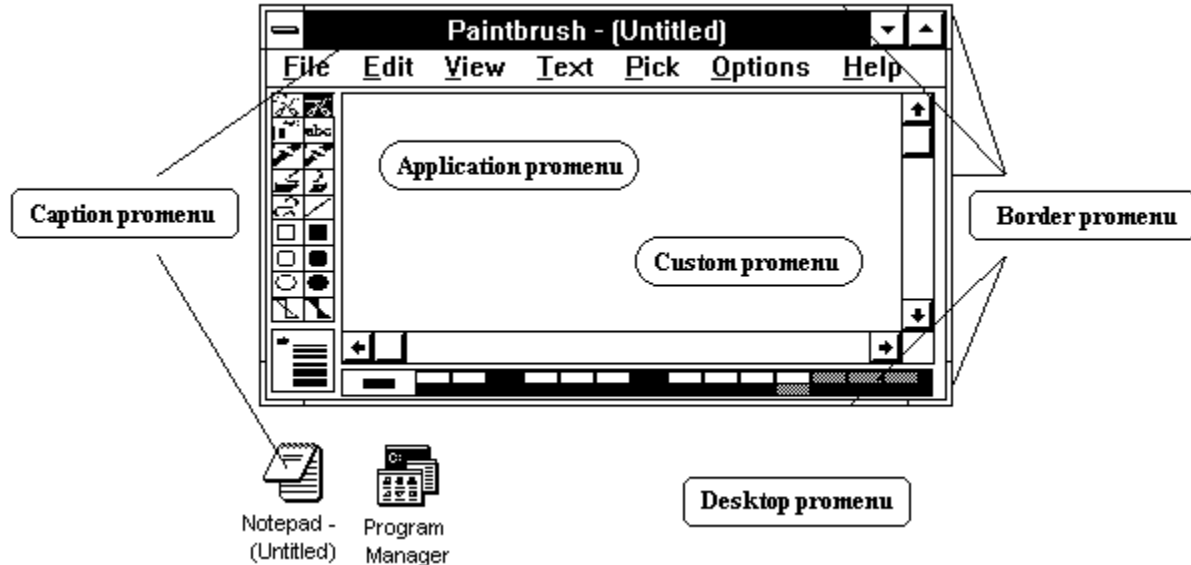 Paintbrush - (Untitled)
File Edit View Text Pick Options Help
abc
Application promenu
Caption promenu
Border promenu
Custom promenu
C:
Desktop promenu
Notepad -
(Untitled)
Program
Manager